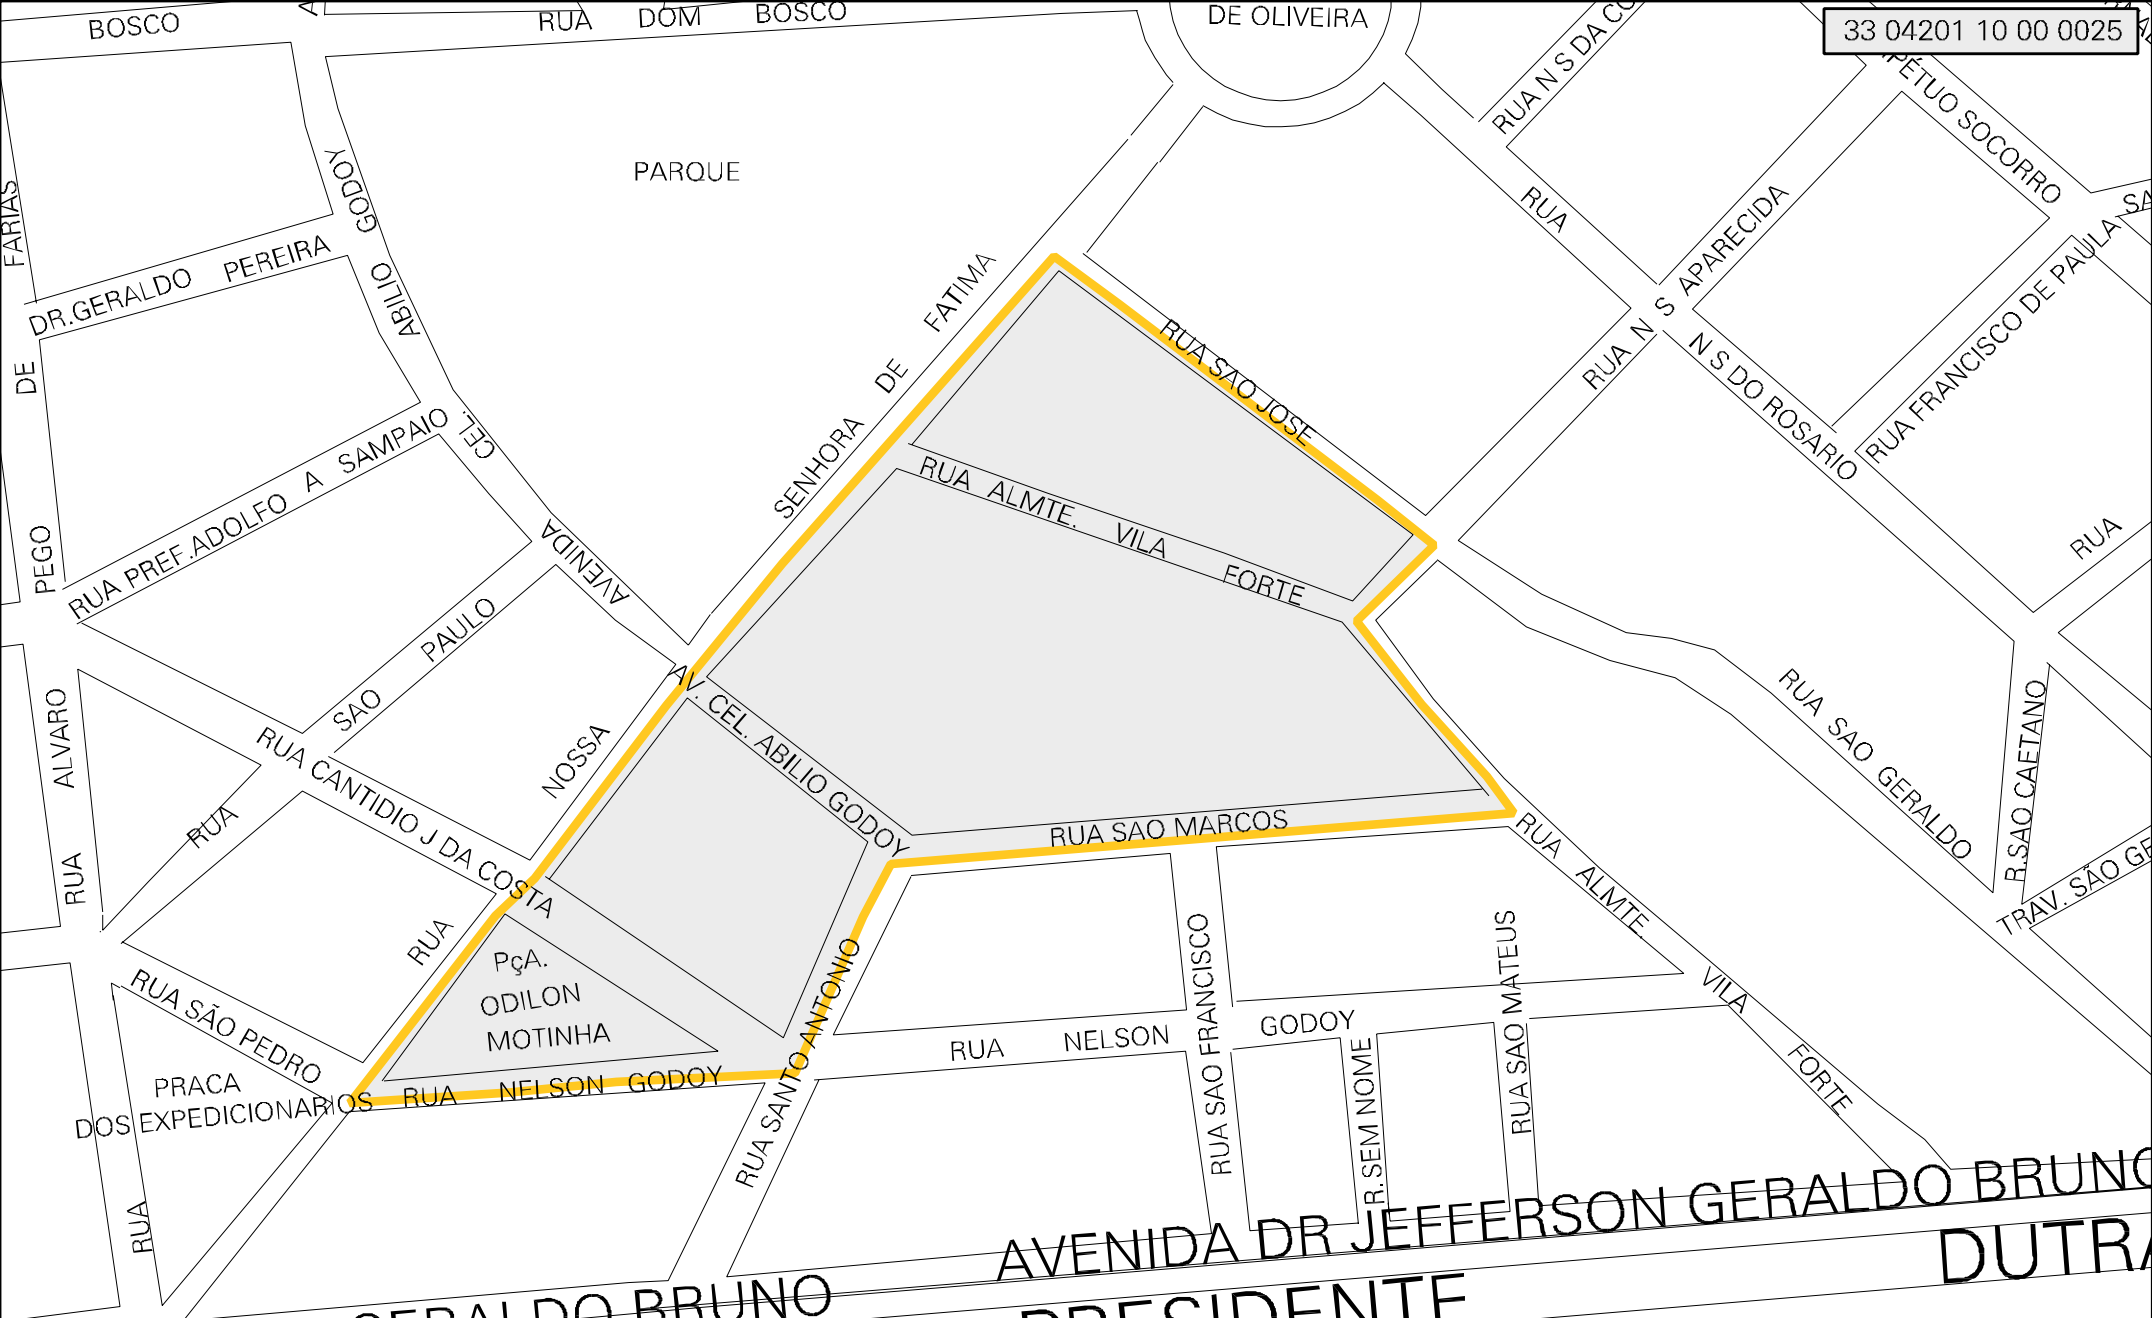 BOSCO
RUA DOM BOSCO
DE OLIVEIRA
RUA N S DA CO
33 04201 10 00 0025
PÉTUO SOCORRO
PARQUE
FARIAS
DE
PEGO
ALVARO
RUA
GODOY
ABILIO
CEL.
AVENIDA
DR.GERALDO PEREIRA
RUA PREF.ADOLFO A SAMPAIO
RUA SAO PAULO
RUA CANTIDIO J DA COSTA
RUA NOSSA SENHORA DE FATIMA
RUA SAO JOSE
RUA ALMTE. VILA FORTE
AV. CEL. ABILIO GODOY
RUA SAO MARCOS
RUA N S APARECIDA
RUA
N S DO ROSARIO
RUA FRANCISCO DE PAULA
SA
RUA
RUA SAO GERALDO
R.SAO CAETANO
TRAV. SÃO GE
RUA ALMTE. VILA FORTE
PçA.
ODILON
MOTINHA
RUA SÃO PEDRO
PRACA
DOS EXPEDICIONARIOS
RUA NELSON GODOY
RUA SANTO ANTONIO
RUA NELSON GODOY
RUA SAO FRANCISCO
R.SEM NOME
RUA SAO MATEUS
RUA
AVENIDA DR JEFFERSON GERALDO BRUNO
GERALDO BRUNO
PRESIDENTE
DUTRA